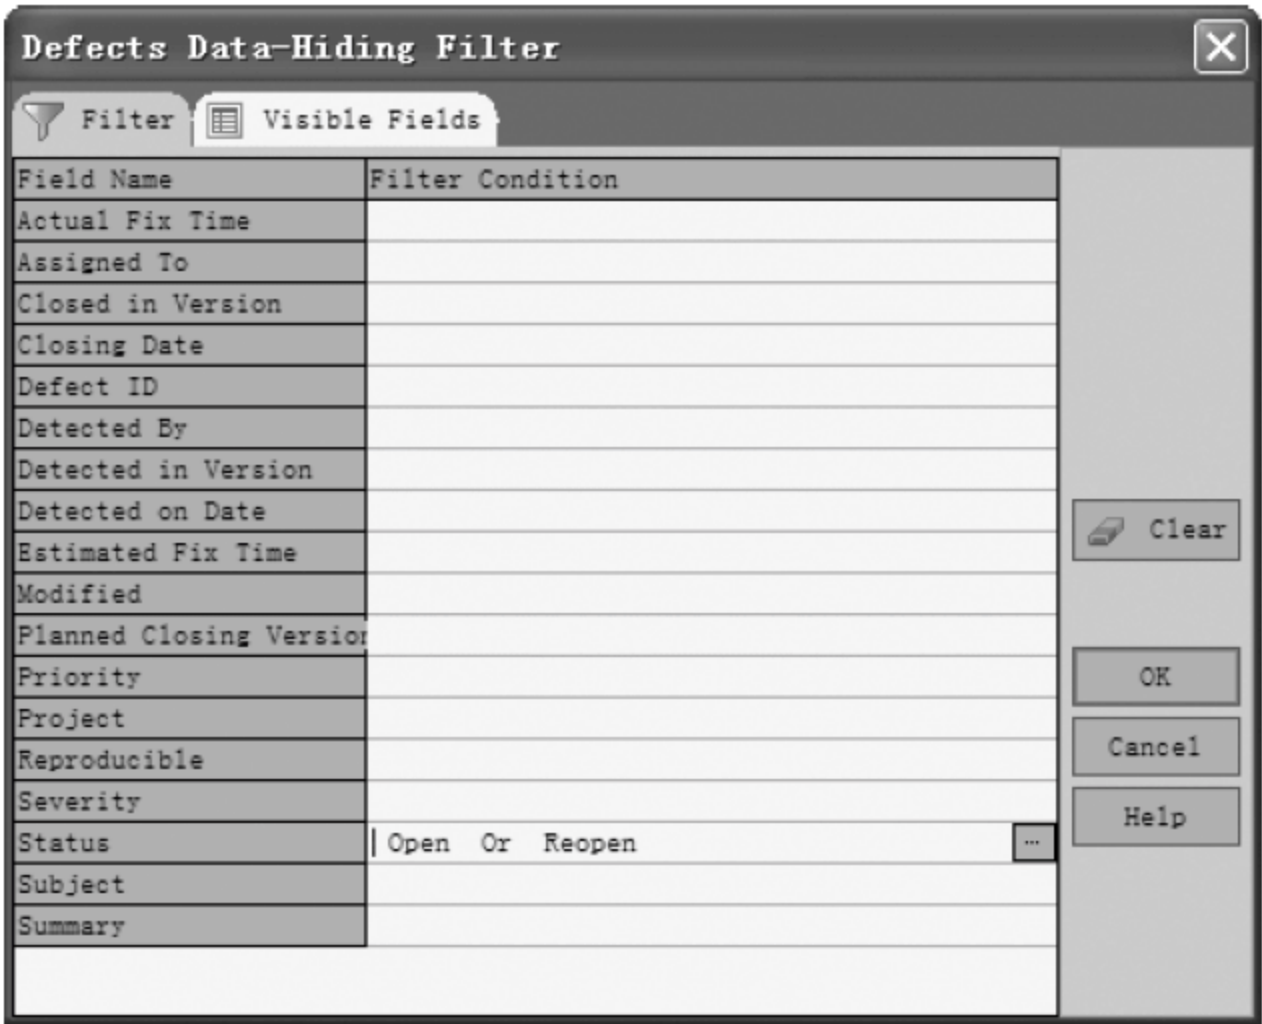 Defects Data-Hiding Filter
Filter Visible Fields
Field Name Filter Condition
Actual Fix Time
Assigned To
Closed in Version
Closing Date
Defect ID
Detected By
Detected in Version
Detected on Date
Estimated Fix Time
Clear
Modified
Planned Closing Version
Priority
OK
Project
Reproducible
Cancel
Severity
Help
Status Open Or Reopen ...
Subject
Summary